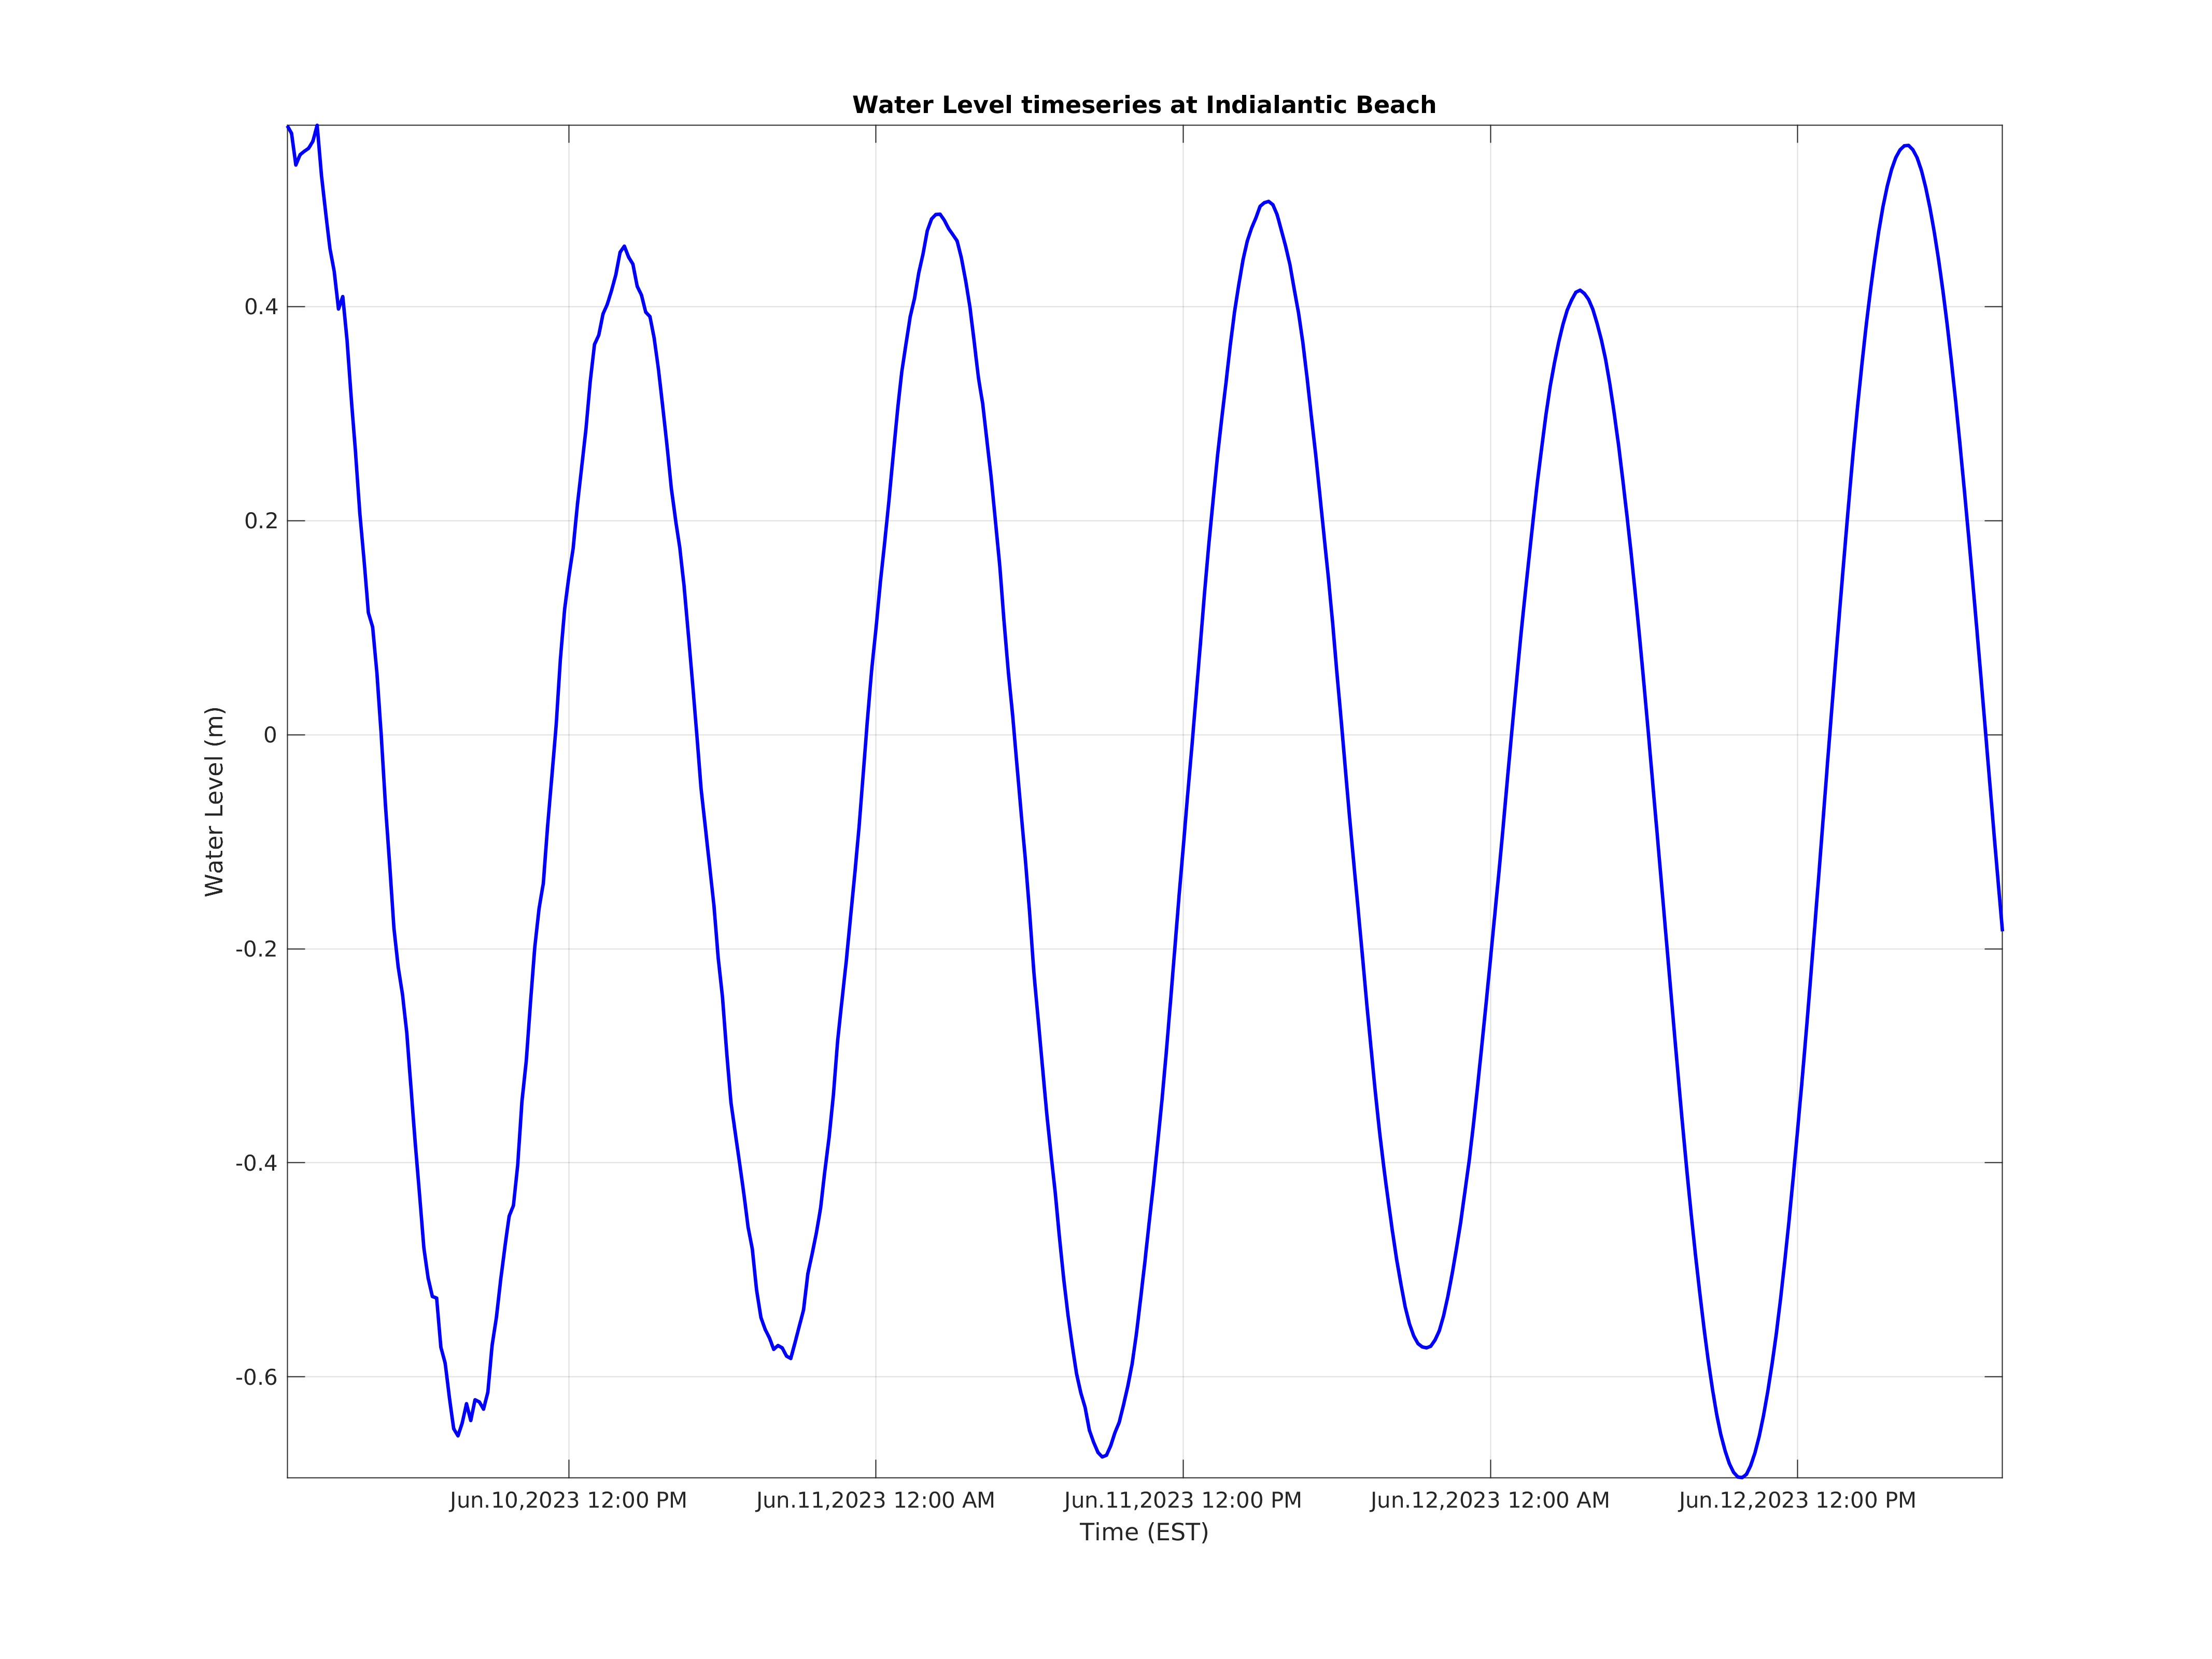 Water Level timeseries at Indialantic Beach
0.4
0.2
0
-0.2
-0.4
-0.6
Water Level (m)
Jun.10,2023 12:00 PM
Jun.11,2023 12:00 AM
Jun.11,2023 12:00 PM
Jun.12,2023 12:00 AM
Jun.12,2023 12:00 PM
Time (EST)